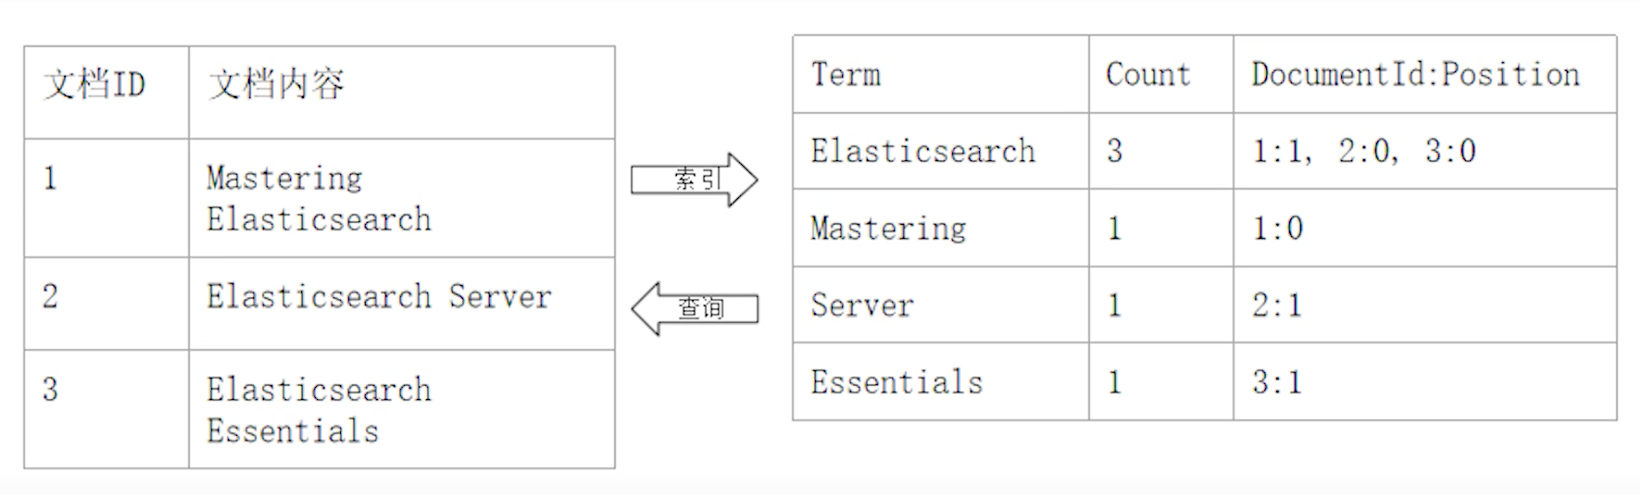 文档ID 文档内容
1 Mastering
Elasticsearch
2 Elasticsearch Server
3 Elasticsearch
Essentials
索引
查询
Term Count DocumentId:Position
Elasticsearch 3 1:1, 2:0, 3:0
Mastering 1 1:0
Server 1 2:1
Essentials 1 3:1